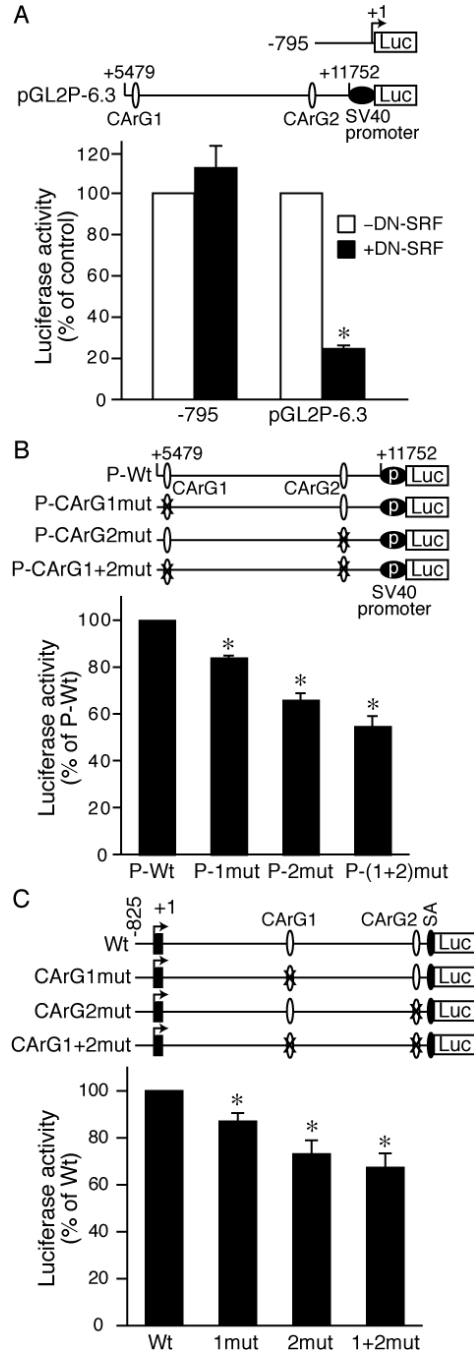 A
+1
-795
Luc
+5479
+11752
pGL2P-6.3
Luc
CArG1
CArG2
SV40
promoter
Luciferase activity
(% of control)
120
100
80
60
40
20
0
–DN-SRF
+DN-SRF
*
-795
pGL2P-6.3
B
+5479
+11752
P-Wt
p
Luc
CArG1
CArG2
P-CArG1mut
p
Luc
P-CArG2mut
p
Luc
P-CArG1+2mut
p
Luc
SV40
promoter
Luciferase activity
(% of P-Wt)
100
80
60
40
20
0
*
*
*
P-Wt
P-1mut
P-2mut
P-(1+2)mut
C
-825
+1
CArG1
CArG2
SA
Wt
Luc
CArG1mut
Luc
CArG2mut
Luc
CArG1+2mut
Luc
Luciferase activity
(% of Wt)
100
80
60
40
20
0
*
*
*
Wt
1mut
2mut
1+2mut